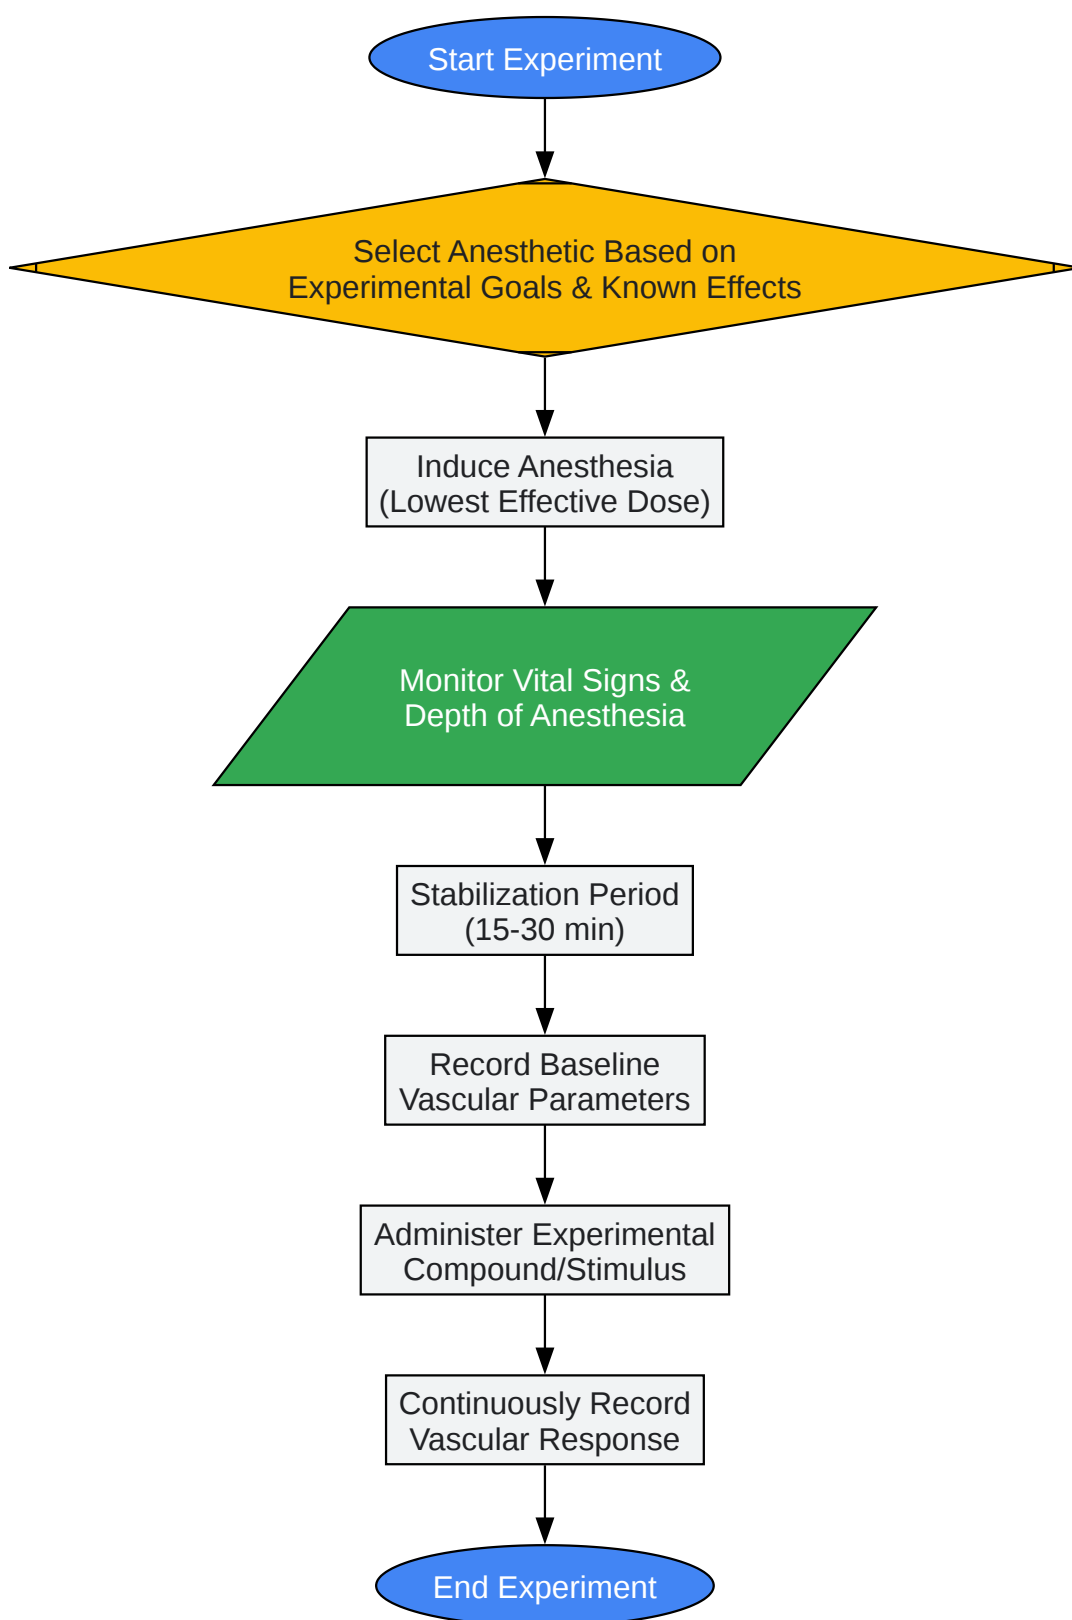 Start Experiment
Select Anesthetic Based on
Experimental Goals & Known Effects
Induce Anesthesia
(Lowest Effective Dose)
Monitor Vital Signs &
Depth of Anesthesia
Stabilization Period
(15-30 min)
Record Baseline
Vascular Parameters
Administer Experimental
Compound/Stimulus
Continuously Record
Vascular Response
End Experiment